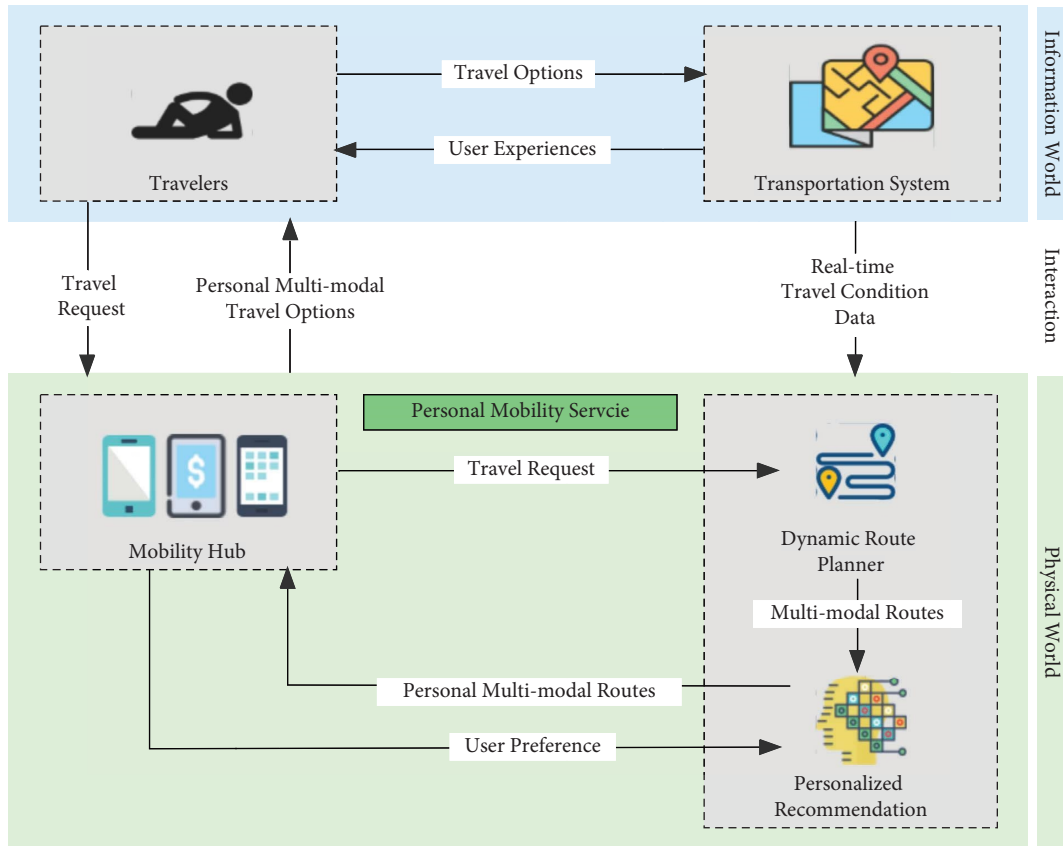 Travel Options
User Experiences
Travelers
Transportation System
Information World
Travel
Request
Personal Multi-modal
Travel Options
Real-time
Travel Condition
Data
Interaction
Personal Mobility Servcie
Travel Request
Mobility Hub
Dynamic Route
Planner
Multi-modal Routes
Personal Multi-modal Routes
User Preference
Personalized
Recommendation
Physical World
$